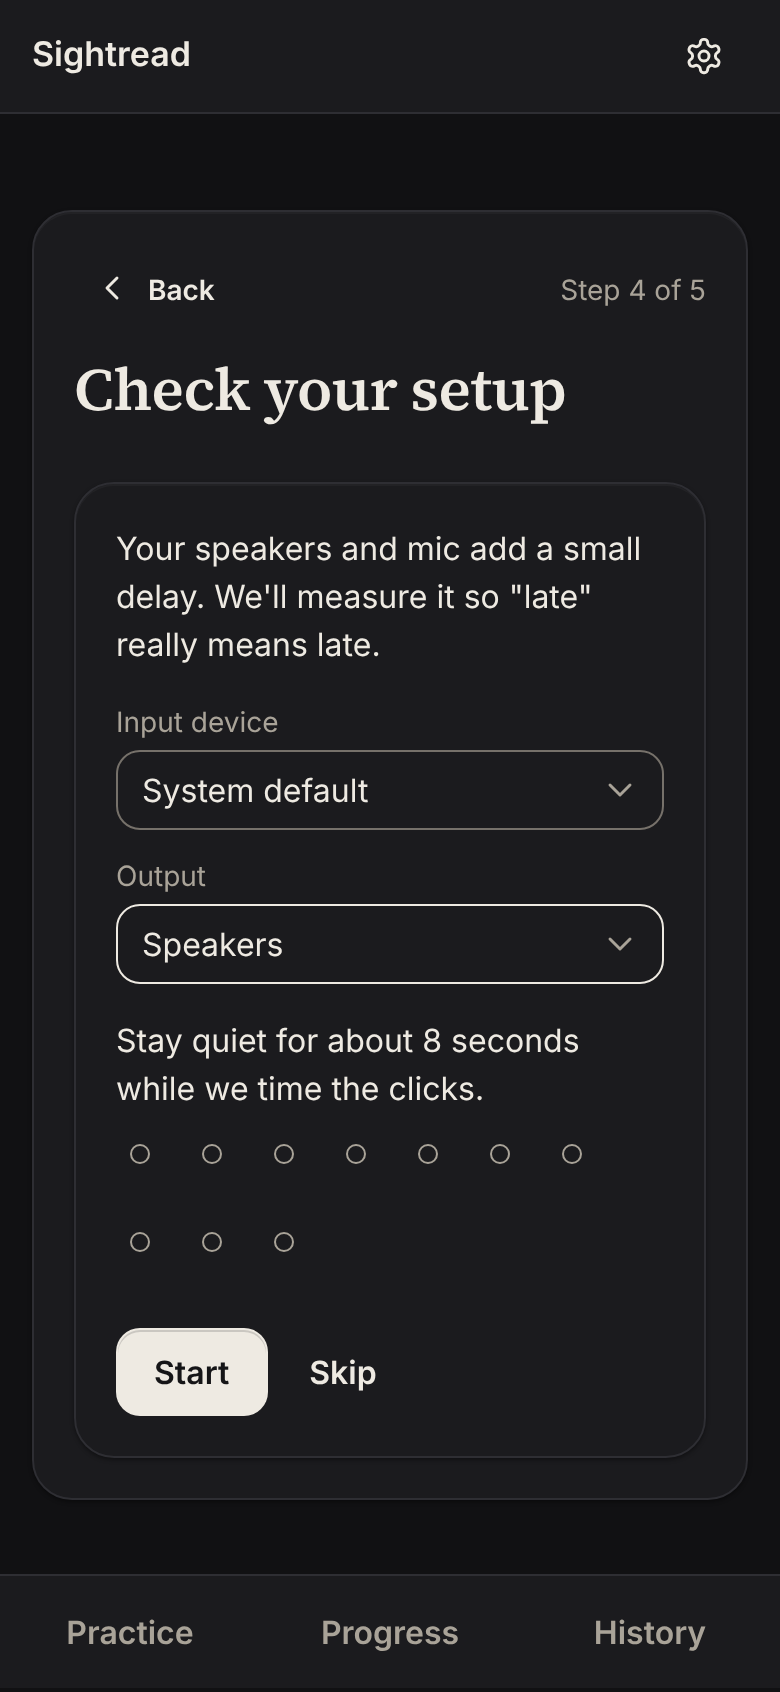 Sightread
Back
Step 4 of 5
Check your setup
Your speakers and mic add a small
delay. We'll measure it so "late"
really means late.
Input device
System default
Output
Speakers
Stay quiet for about 8 seconds
while we time the clicks.
Start
Skip
Practice
Progress
History